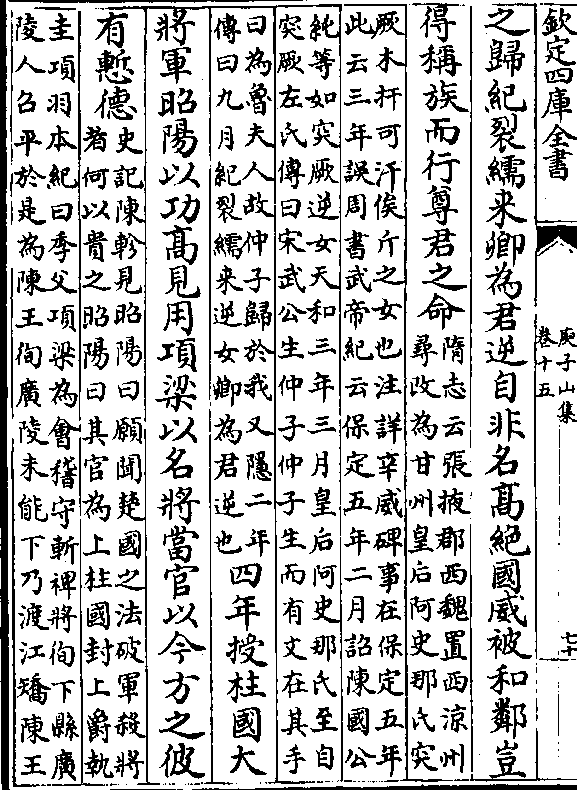 欽定四庫全書
庾子山集
卷十五
七十
之歸紀裂繻来卿為君逆自非名髙絶國威被和鄰豈
得稱族而行尊君之命
隋志云張掖郡西魏置西涼州
尋改為甘州皇后阿史那氏突
厥木杆可汗俟斤之女也注詳辛威碑事在保定五年
此云三年誤周書武帝紀云保定五年二月詔陳國公
純等如突厥逆女天和三年三月皇后阿史那氏至自
突厥左氏傳曰宋武公生仲子仲子生而有文在其手
曰為魯夫人故仲子歸於我又隱二年
傳曰九月紀裂繻来逆女卿為君逆也
四年授柱國大
將軍昭陽以功髙見用項梁以名將當官以今方之彼
有慙德
史記陳軫見昭陽曰願聞楚國之法破軍殺將
者何以貴之昭陽曰其官為上柱國封上爵執
圭項羽本紀曰季父項梁為會稽守斬裨將徇下縣廣
陵人召平於是為陳王徇廣陵未能下乃渡江矯陳王